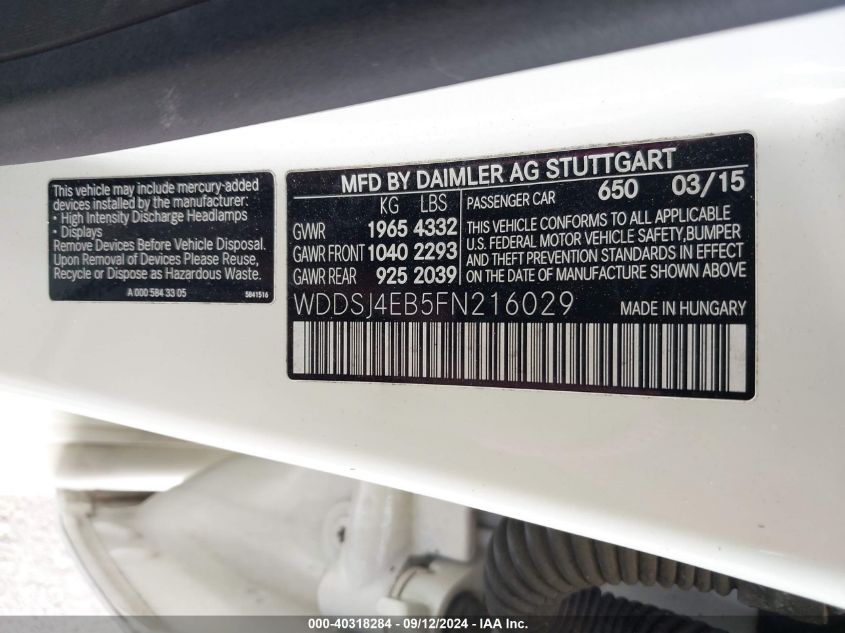 This vehicle may include mercury-added
devices installed by the manufacturer:
• High Intensity Discharge Headlamps
• Displays
Remove Devices Before Vehicle Disposal.
Upon Removal of Devices Please Reuse,
Recycle or Dispose as Hazardous Waste.
A 000 584 33 05 5841516
MFD BY DAIMLER AG STUTTGART
KG LBS PASSENGER CAR 650 03/15
GVWR 1965 4332
GAWR FRONT 1040 2293
GAWR REAR 925 2039
THIS VEHICLE CONFORMS TO ALL APPLICABLE
U.S. FEDERAL MOTOR VEHICLE SAFETY,BUMPER
AND THEFT PREVENTION STANDARDS IN EFFECT
ON THE DATE OF MANUFACTURE SHOWN ABOVE
WDDSJ4EB5FN216029 MADE IN HUNGARY
000-40318284 - 09/12/2024 - IAA Inc.